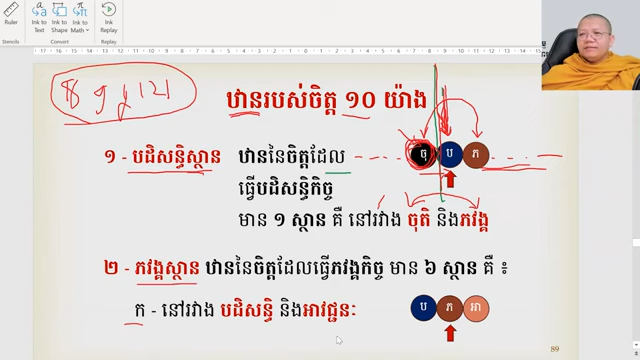 Ruler
Ink to Text
Ink to Shape
Ink to Math
Ink Replay
Stencils
Convert
Replay
ឋានរបស់ចិត្ត ១០ យ៉ាង
១ - បដិសន្ធិស្ថាន ឋាននៃចិត្តដែល
ធ្វើបដិសន្ធិកិច្ច
ច ប ភ
មាន ១ ស្ថាន គឺ នៅរវាង ចុតិ និងភវង្គ
២ - ភវង្គស្ថាន ឋាននៃចិត្តដែលធ្វើភវង្គកិច្ច មាន ៦ ស្ថាន គឺ ៖
ក - នៅរវាង បដិសន្ធិ និងអាវជ្ជនៈ
ប ភ អា
89